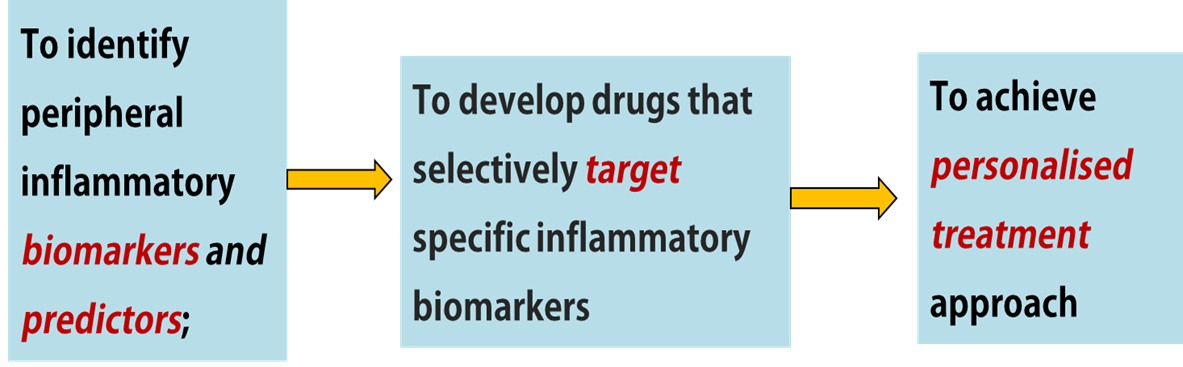 To identify
peripheral
inflammatory
biomarkers and
predictors;
To develop drugs that
selectively target
specific inflammatory
biomarkers
To achieve
personalised
treatment
approach